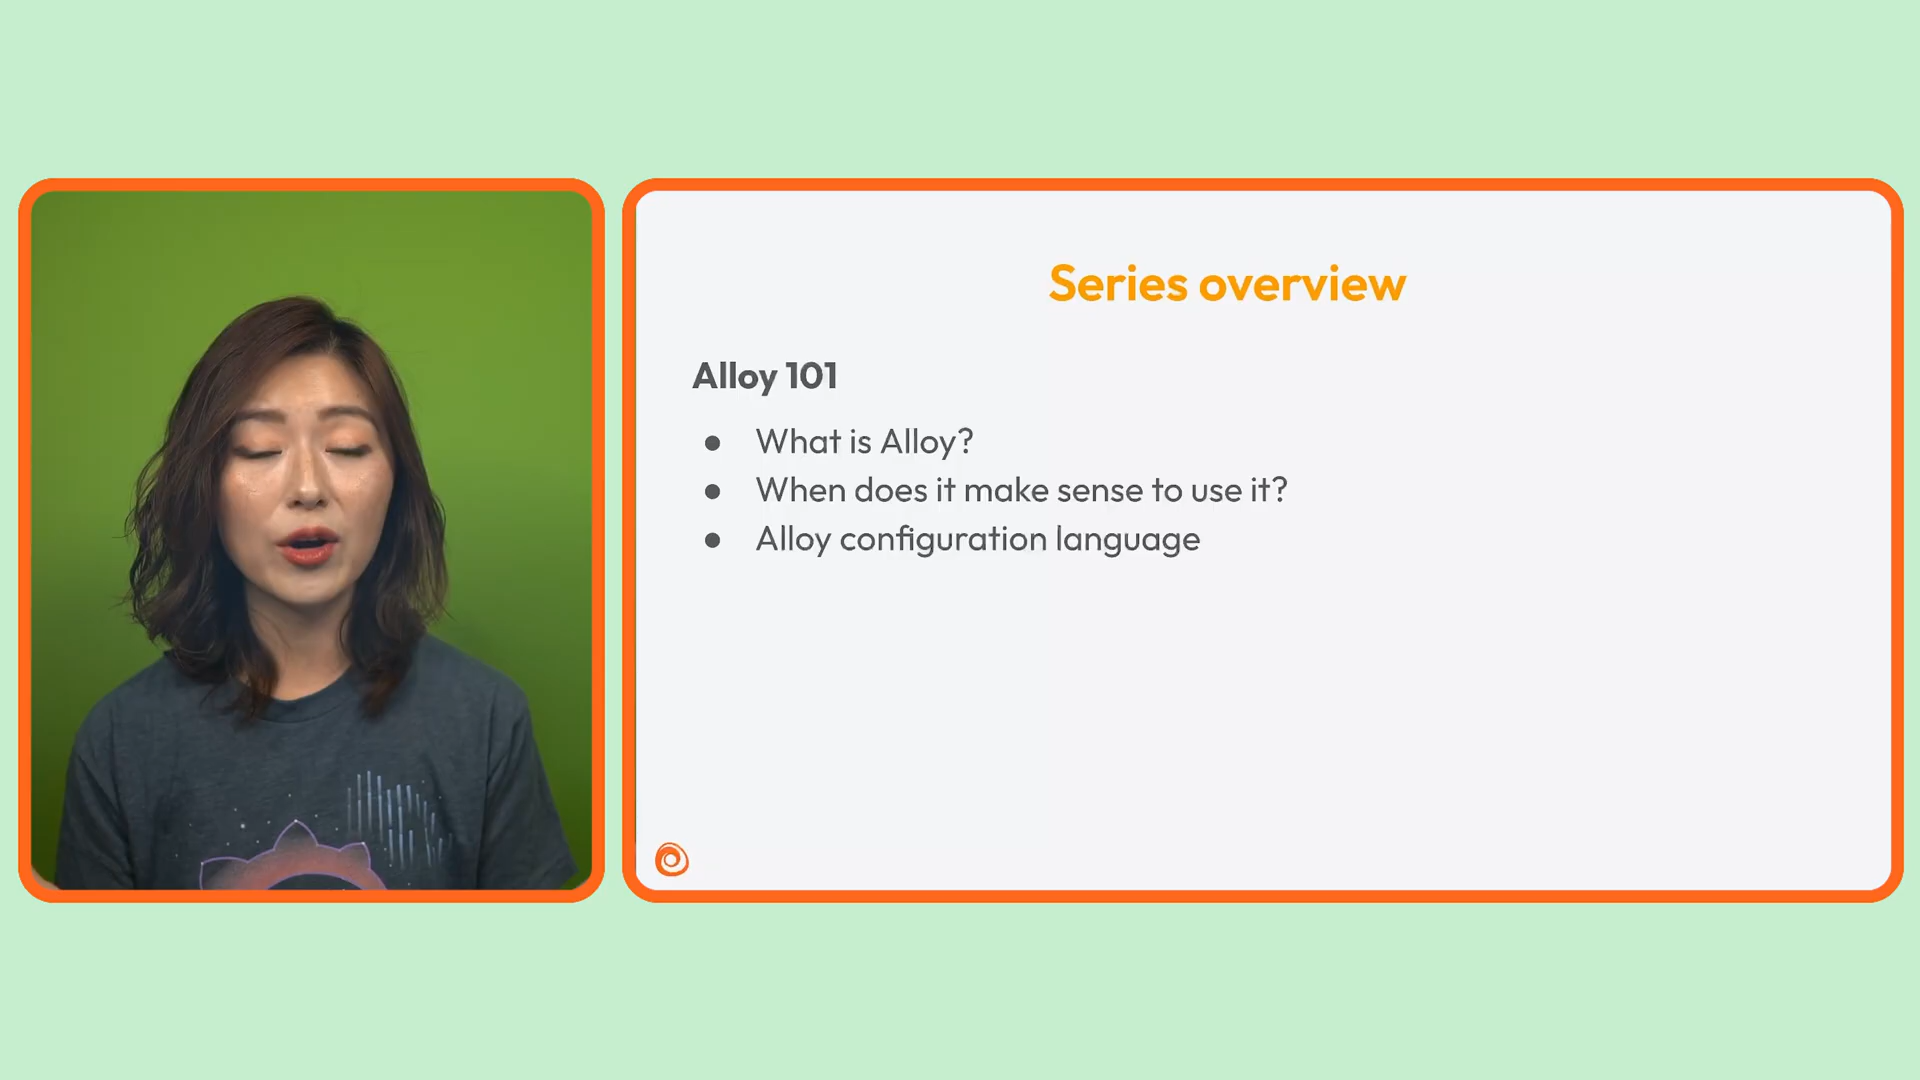 Series overview
Alloy 101
● What is Alloy?
● When does it make sense to use it?
● Alloy configuration language